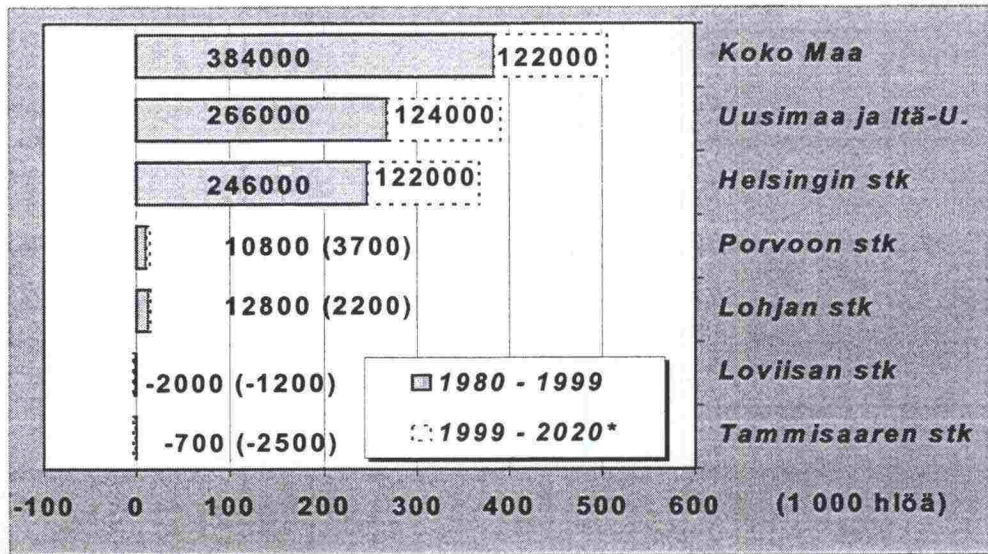 384000 122000 Koko Maa
266000 124000 Uusimaa ja Itä-U.
246000 122000 Helsingin stk
10800 (3700) Porvoon stk
12800 (2200) Lohjan stk
-2000 (-1200) Loviisan stk
-700 (-2500) Tammisaaren stk
1980 - 1999
1999 - 2020*
-100 0 100 200 300 400 500 600 (1 000 hlöä)